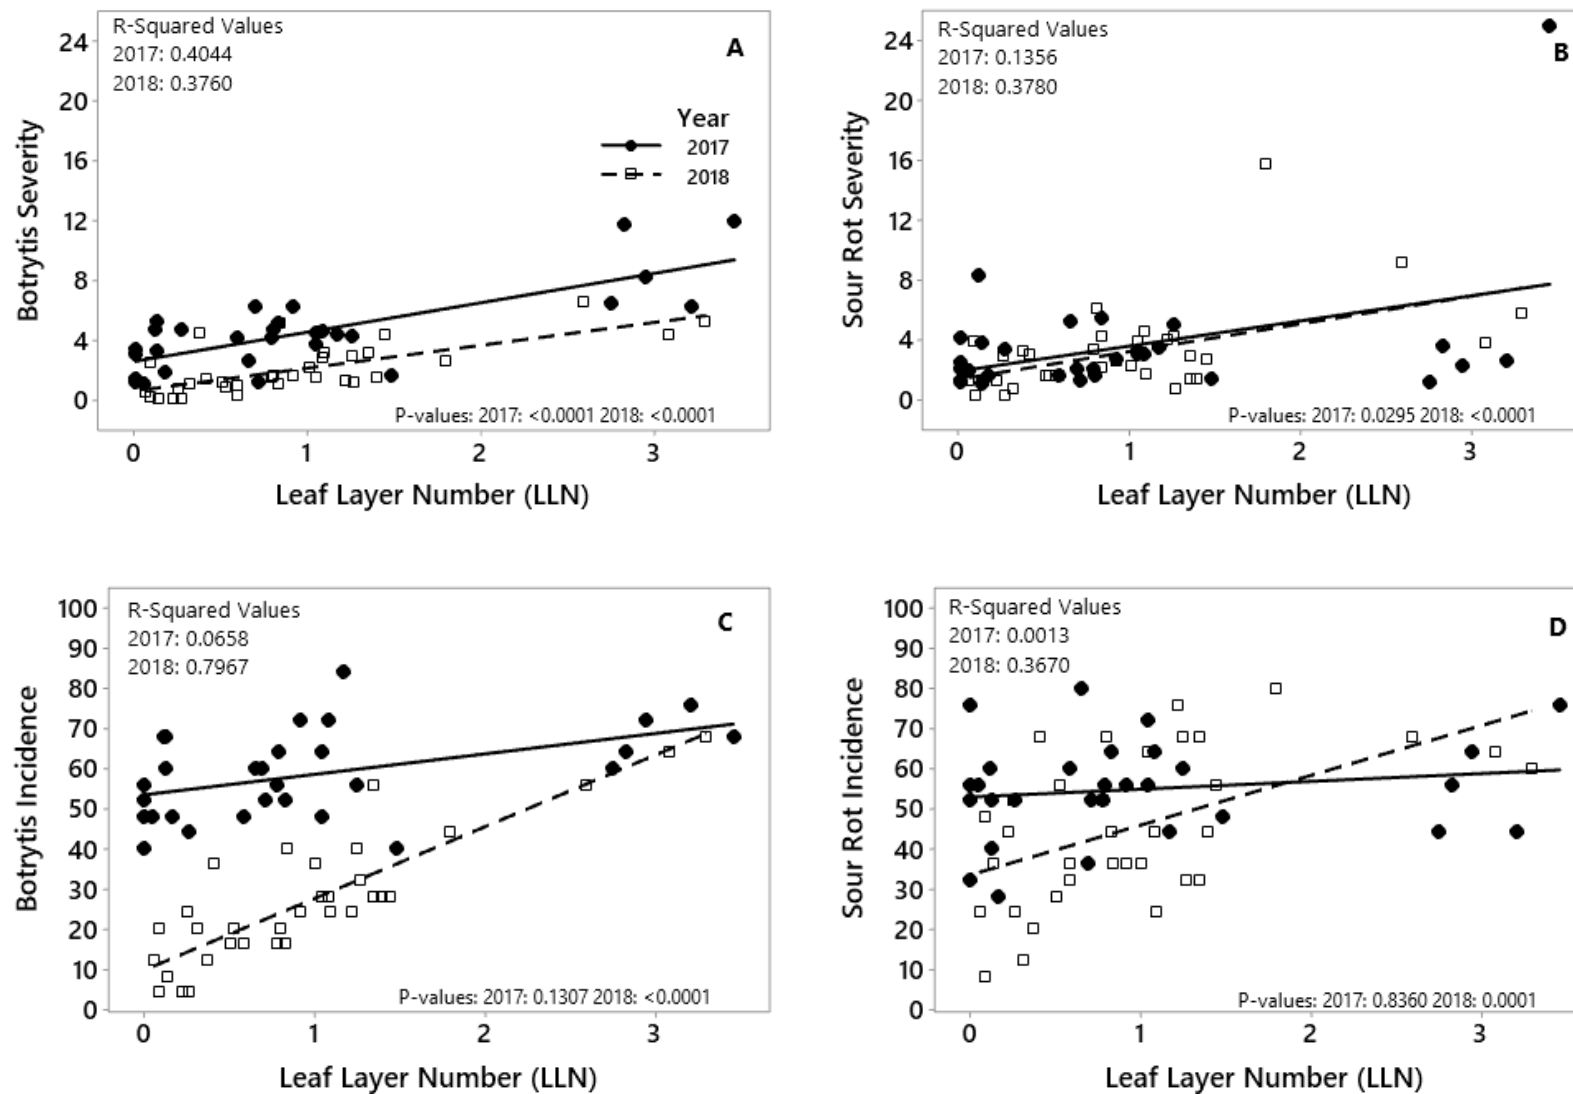 R-Squared Values
2017: 0.4044
2018: 0.3760
A
Year
2017
2018
24
20
16
12
8
4
0
Botrytis Severity
P-values: 2017: <0.0001 2018: <0.0001
0 1 2 3
Leaf Layer Number (LLN)
R-Squared Values
2017: 0.1356
2018: 0.3780
B
24
20
16
12
8
4
0
Sour Rot Severity
P-values: 2017: 0.0295 2018: <0.0001
0 1 2 3
Leaf Layer Number (LLN)
R-Squared Values
2017: 0.0658
2018: 0.7967
C
100
90
80
70
60
50
40
30
20
10
0
Botrytis Incidence
P-values: 2017: 0.1307 2018: <0.0001
0 1 2 3
Leaf Layer Number (LLN)
R-Squared Values
2017: 0.0013
2018: 0.3670
D
100
90
80
70
60
50
40
30
20
10
0
Sour Rot Incidence
P-values: 2017: 0.8360 2018: 0.0001
0 1 2 3
Leaf Layer Number (LLN)